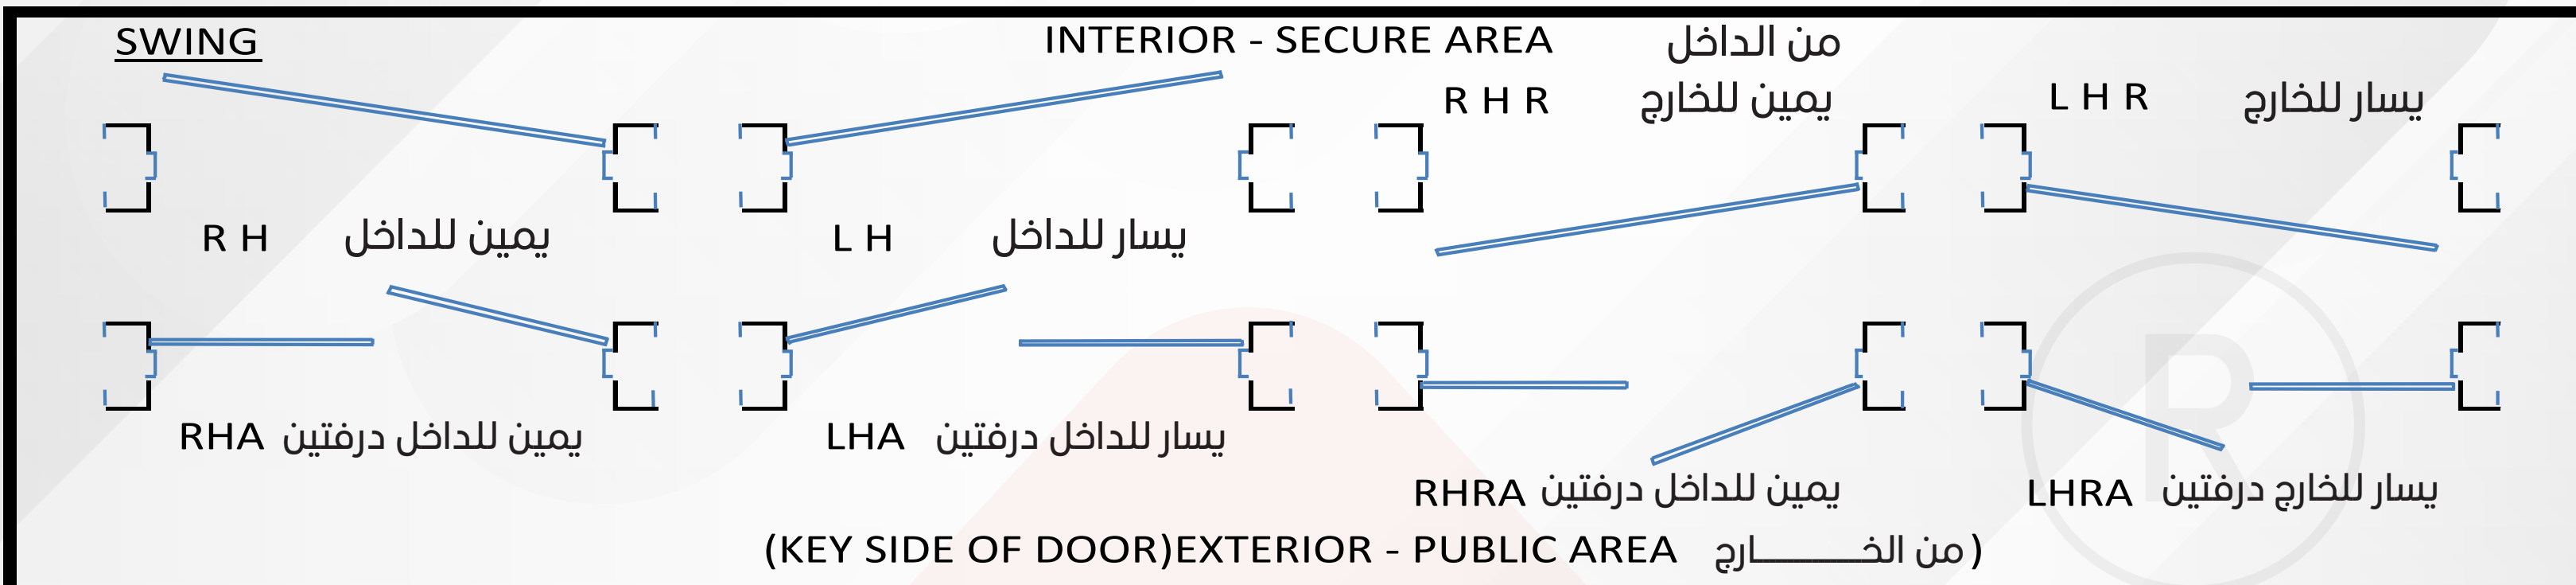 SWING
INTERIOR - SECURE AREA من الداخل
R H R يمين للخارج
L H R يسار للخارج
R H يمين للداخل
L H يسار للداخل
RHA يمين للداخل درفتين
LHA يسار للداخل درفتين
RHRA يمين للداخل درفتين
LHRA يسار للخارج درفتين
(KEY SIDE OF DOOR)EXTERIOR - PUBLIC AREA من الخـــــــــارج)
R